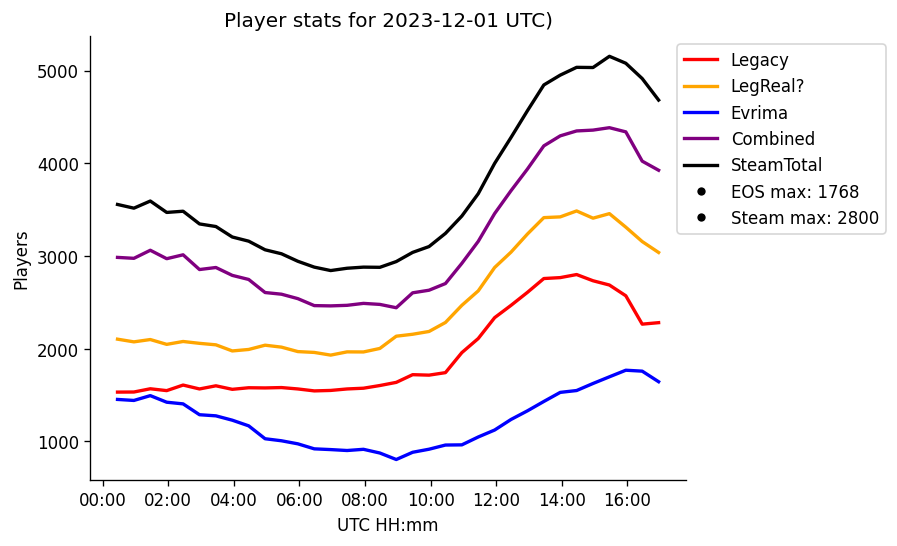 Player stats for 2023-12-01 UTC)
Players
5000
4000
3000
2000
1000
00:00 02:00 04:00 06:00 08:00 10:00 12:00 14:00 16:00
UTC HH:mm
Legacy
LegReal?
Evrima
Combined
SteamTotal
EOS max: 1768
Steam max: 2800